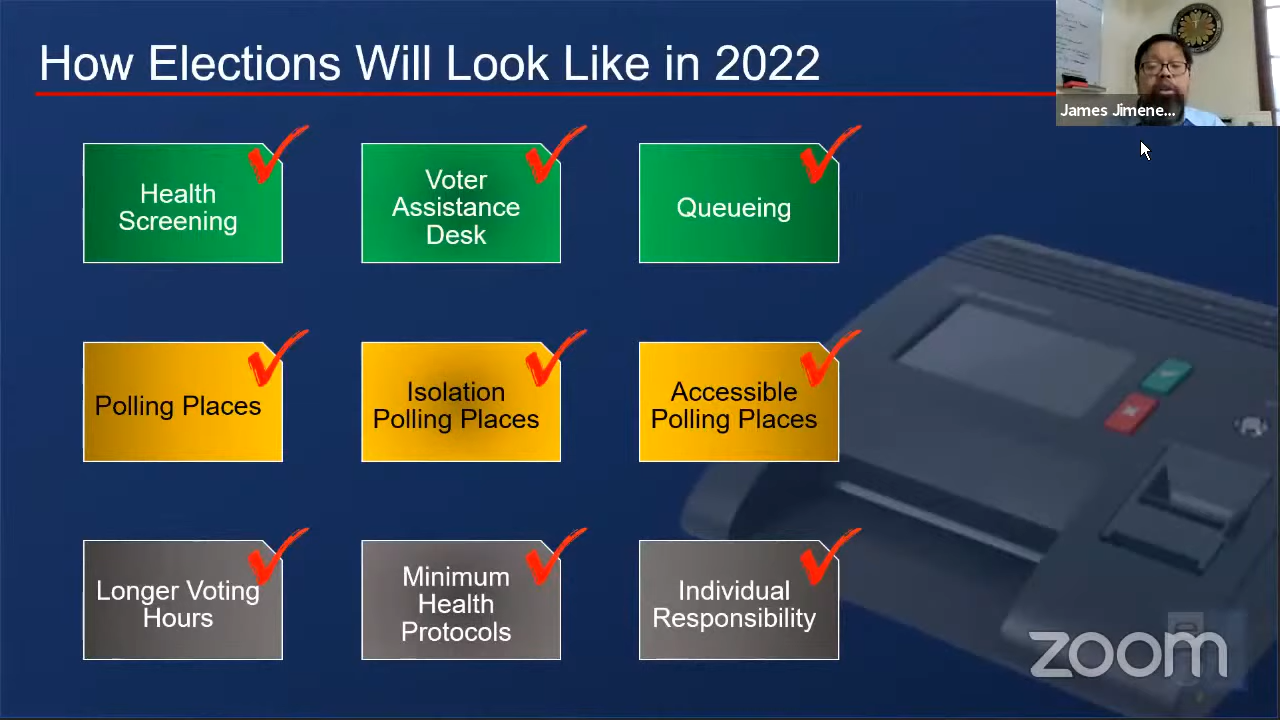 How Elections Will Look Like in 2022
James Jimene...
Health
Screening
Voter
Assistance
Desk
Queueing
Polling Places
Isolation
Polling Places
Accessible
Polling Places
Longer Voting
Hours
Minimum
Health
Protocols
Individual
Responsibility
zoom